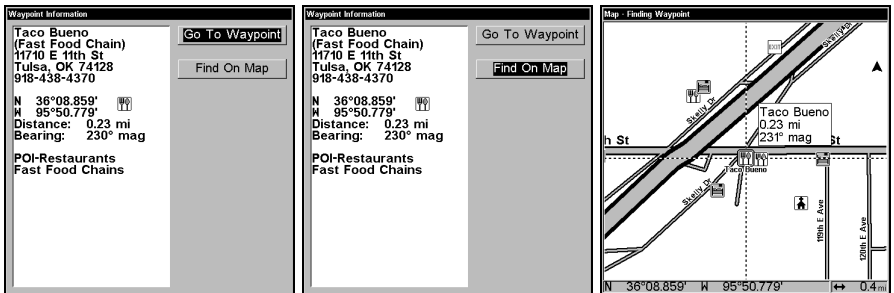 Waypoint Information
Taco Bueno
(Fast Food Chain)
11710 E 11th St
Tulsa, OK 74128
918-438-4370
N 36°08.859'
W 95°50.779'
Distance: 0.23 mi
Bearing: 230° mag
POI-Restaurants
Fast Food Chains
Go To Waypoint
Find On Map
Waypoint Information
Taco Bueno
(Fast Food Chain)
11710 E 11th St
Tulsa, OK 74128
918-438-4370
N 36°08.859'
W 95°50.779'
Distance: 0.23 mi
Bearing: 230° mag
POI-Restaurants
Fast Food Chains
Go To Waypoint
Find On Map
Map - Finding Waypoint
EXIT
Skelly Dr
Skelly Dr
Taco Bueno
0.23 mi
231° mag
h St
St
Taco Bueno
Skelly Dr
119th E Ave
120th E Ave
N 36°08.859' W 95°50.779' ↔ 0.4 mi